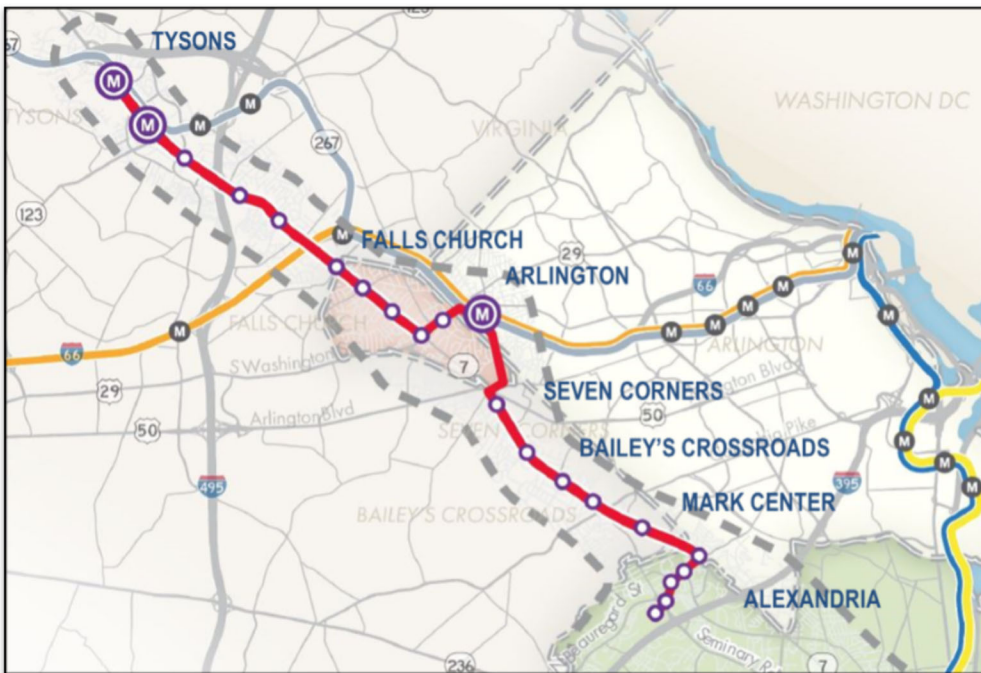 123
267
TYSONS
M
M
M
M
WASHINGTON DC
TYSONS
VIRGINIA
267
123
M
FALLS CHURCH
29
M
ARLINGTON
66
M
M
M
FALLS CHURCH
M
M
M
M
ARLINGTON
66
S Washington
7
29
SEVEN CORNERS
M
Arlington Blvd
50
50
SEVEN CORNERS
BAILEY'S CROSSROADS
M
M
M
495
395
MARK CENTER
BAILEY'S CROSSROADS
ALEXANDRIA
N Beauregard St
Seminary Rd
236
7